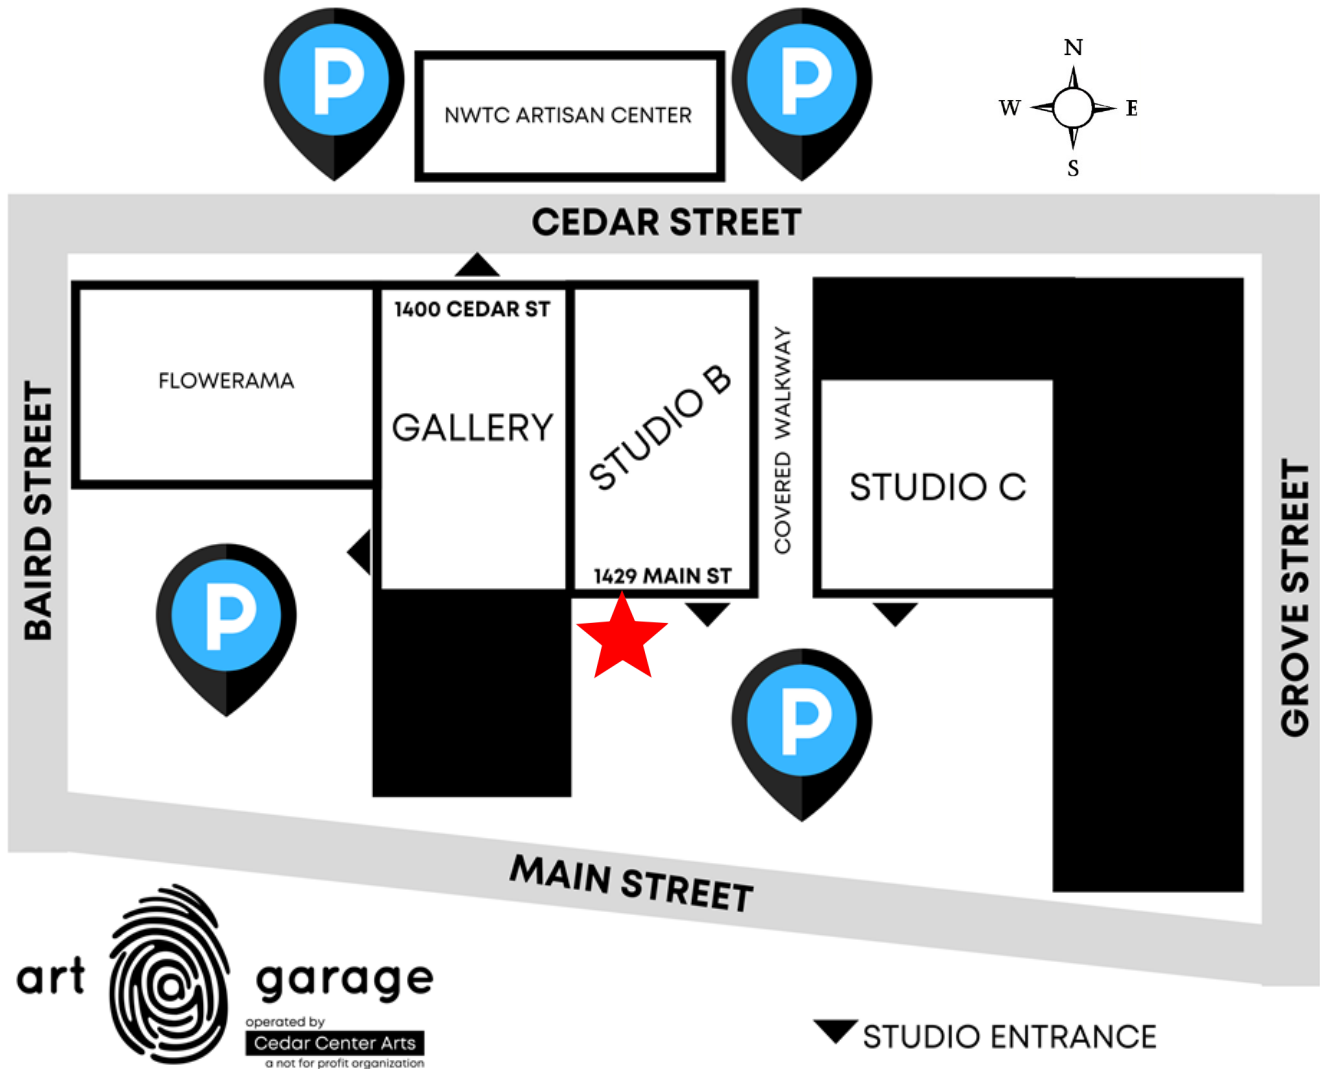 P
NWTC ARTISAN CENTER
P
N
W E
S
CEDAR STREET
1400 CEDAR ST
FLOWERAMA
GALLERY
STUDIO B
COVERED WALKWAY
STUDIO C
BAIRD STREET
GROVE STREET
1429 MAIN ST
P
P
MAIN STREET
art a garage
operated by
Cedar Center Arts
a not for profit organization
STUDIO ENTRANCE